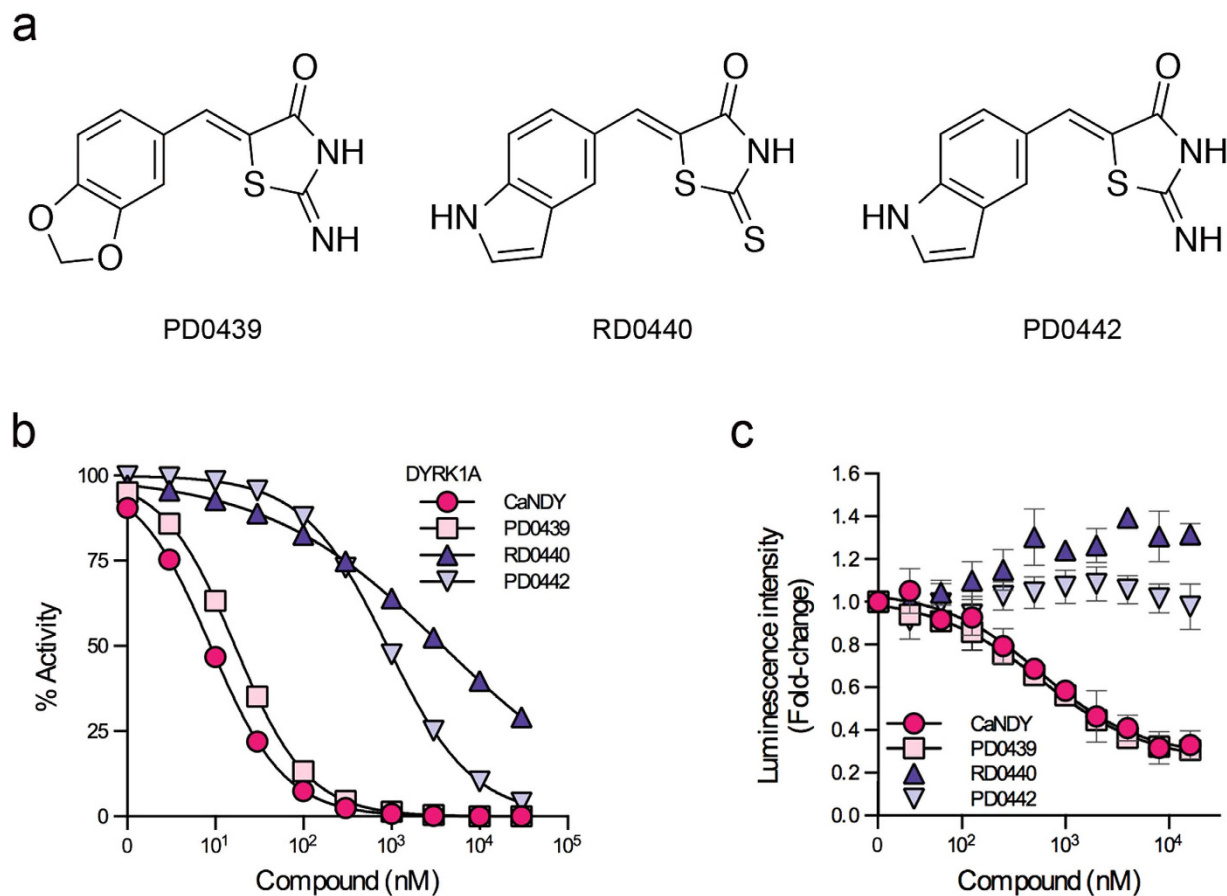 a
O
NH
S
NH
O
O
PD0439
O
NH
S
S
HN
RD0440
O
NH
S
NH
HN
PD0442
b
% Activity
100
75
50
25
0
0
10¹
10²
10³
10⁴
10⁵
Compound (nM)
DYRK1A
CaNDY
PD0439
RD0440
PD0442
c
Luminescence intensity
(Fold-change)
1.6
1.4
1.2
1.0
0.8
0.6
0.4
0.2
0.0
0
10²
10³
10⁴
Compound (nM)
CaNDY
PD0439
RD0440
PD0442